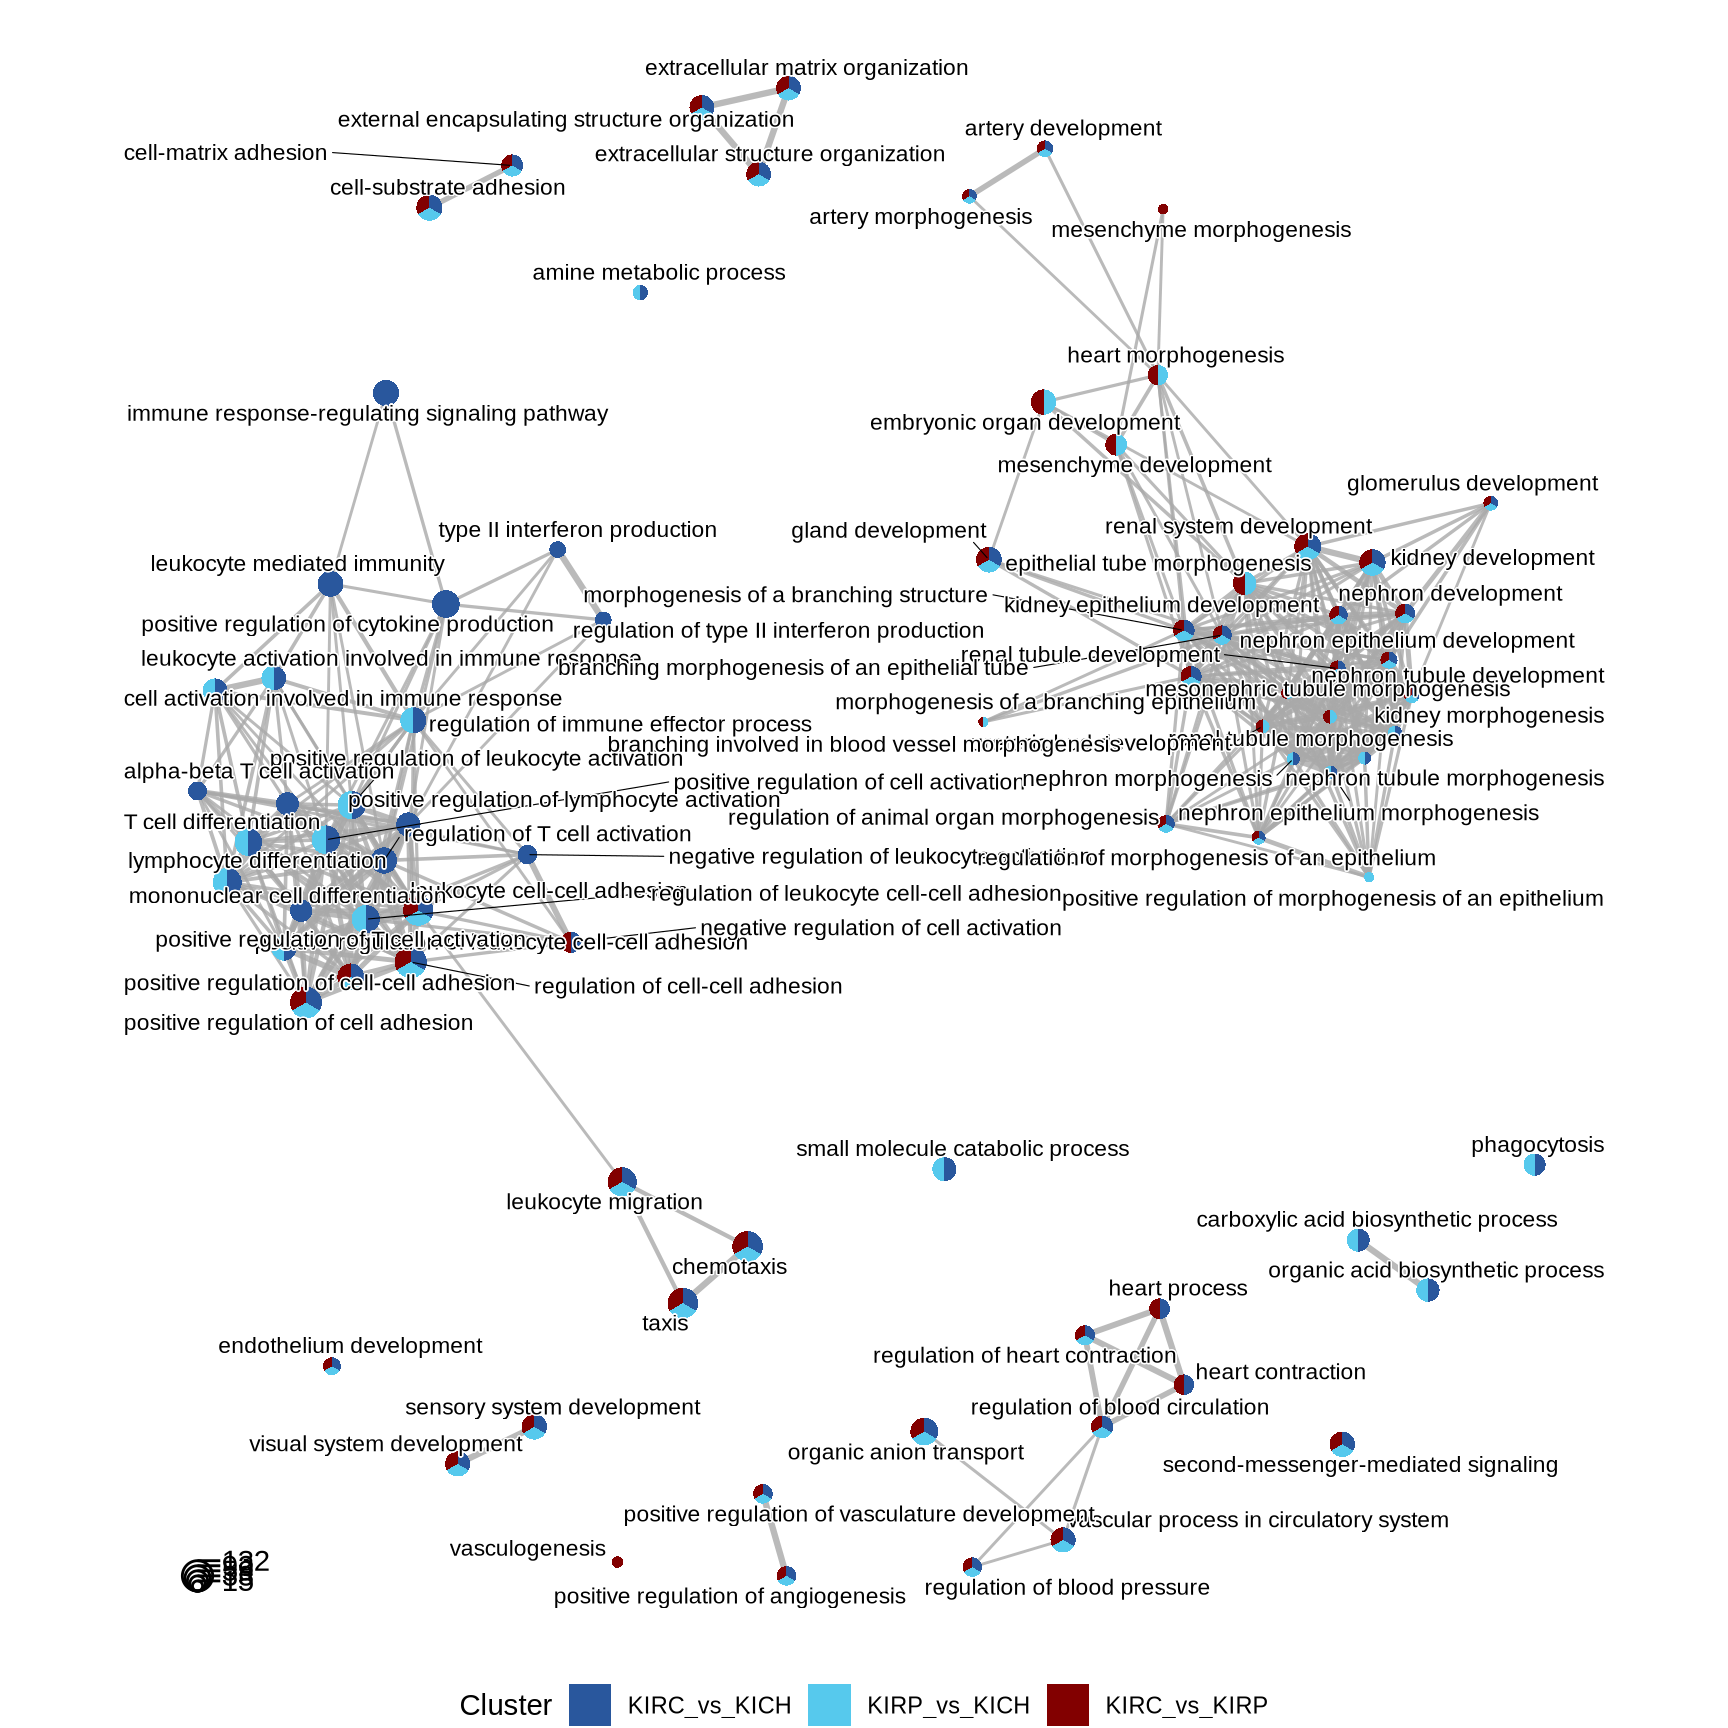 extracellular matrix organization
external encapsulating structure organization
artery development
cell-matrix adhesion
extracellular structure organization
cell-substrate adhesion
artery morphogenesis
mesenchyme morphogenesis
amine metabolic process
heart morphogenesis
immune response-regulating signaling pathway
embryonic organ development
mesenchyme development
glomerulus development
type II interferon production
gland development
renal system development
leukocyte mediated immunity
epithelial tube morphogenesis
kidney development
morphogenesis of a branching structure
kidney epithelium development
nephron development
positive regulation of cytokine production
regulation of type II interferon production
nephron epithelium development
leukocyte activation involved in immune response
branching morphogenesis of an epithelial tube
renal tubule development
nephron tubule development
cell activation involved in immune response
morphogenesis of a branching epithelium
mesonephric tubule morphogenesis
regulation of immune effector process
kidney morphogenesis
branching involved in blood vessel morphogenesis
development
renal tubule morphogenesis
positive regulation of leukocyte activation
alpha-beta T cell activation
positive regulation of cell activation
nephron morphogenesis
nephron tubule morphogenesis
positive regulation of lymphocyte activation
T cell differentiation
regulation of T cell activation
regulation of animal organ morphogenesis
nephron epithelium morphogenesis
lymphocyte differentiation
negative regulation of leukocyte
regulation of morphogenesis of an epithelium
mononuclear cell differentiation
leukocyte cell-cell adhesion
regulation of leukocyte cell-cell adhesion
positive regulation of morphogenesis of an epithelium
negative regulation of cell activation
positive regulation of T cell activation
positive regulation of leukocyte cell-cell adhesion
positive regulation of cell-cell adhesion
regulation of cell-cell adhesion
positive regulation of cell adhesion
small molecule catabolic process
phagocytosis
leukocyte migration
carboxylic acid biosynthetic process
chemotaxis
organic acid biosynthetic process
heart process
taxis
endothelium development
regulation of heart contraction
heart contraction
sensory system development
regulation of blood circulation
visual system development
organic anion transport
second-messenger-mediated signaling
positive regulation of vasculature development
vascular process in circulatory system
vasculogenesis
positive regulation of angiogenesis
regulation of blood pressure
Cluster
KIRC_vs_KICH
KIRP_vs_KICH
KIRC_vs_KIRP